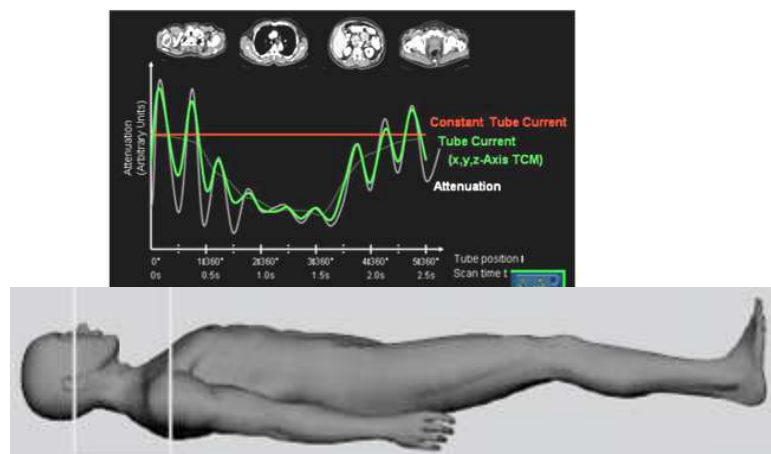 Constant Tube Current
Tube Current
(x,y,z-Axis TCM)
Attenuation
Attenuation
(Arbitrary Units)
0° 1x360° 2x360° 3x360° 4x360° 5x360° Tube position
0s 0.5s 1.0s 1.5s 2.0s 2.5s Scan time t